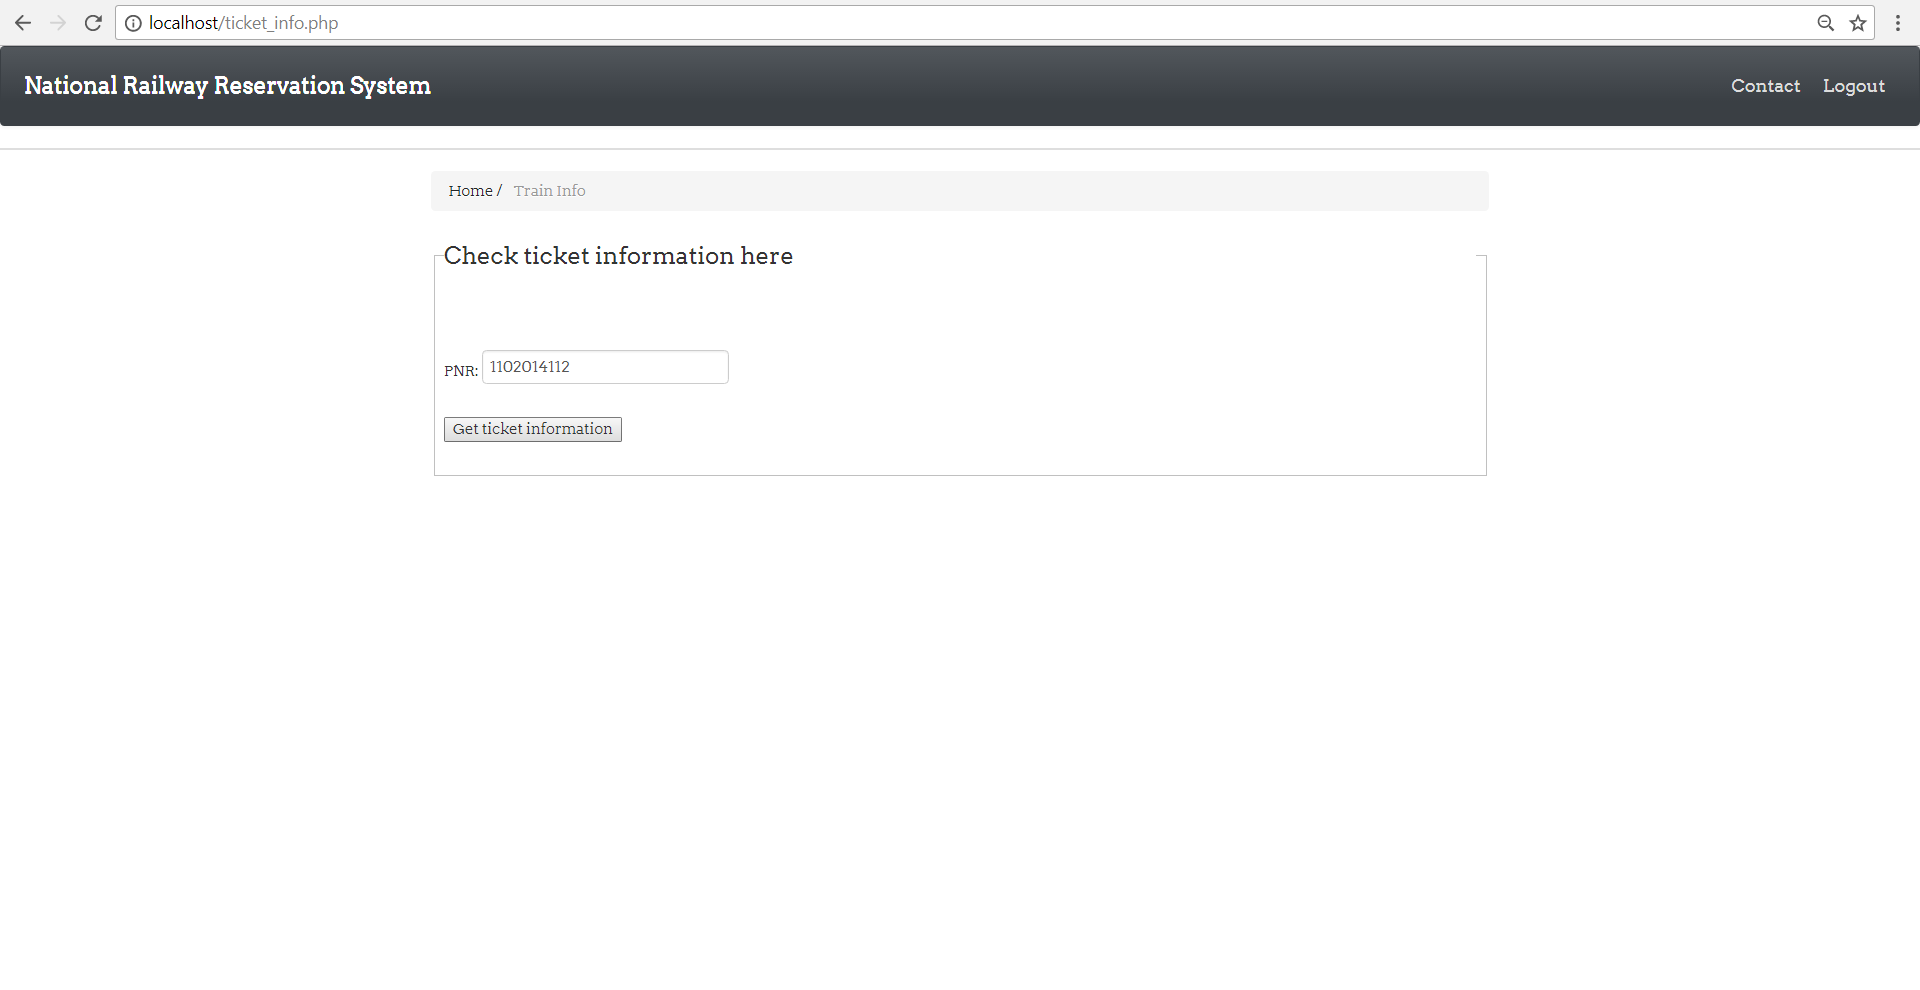 localhost/ticket_info.php
National Railway Reservation System
Contact Logout
Home / Train Info
Check ticket information here
PNR: 1102014112
Get ticket information